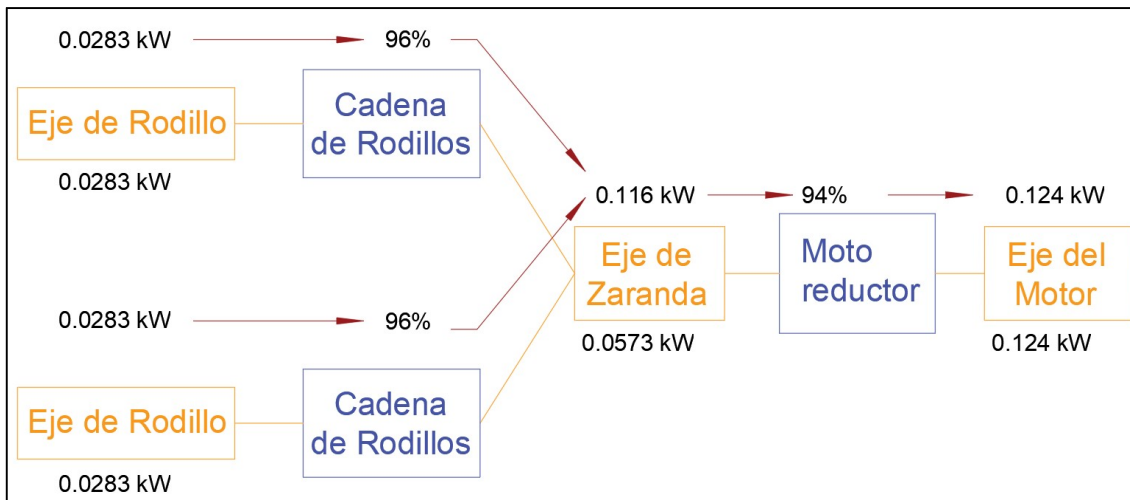 0.0283 kW
96%
Eje de Rodillo
Cadena
de Rodillos
0.0283 kW
0.116 kW
94%
0.124 kW
Eje de
Zaranda
Moto
reductor
Eje del
Motor
0.0573 kW
0.124 kW
0.0283 kW
96%
Eje de Rodillo
Cadena
de Rodillos
0.0283 kW